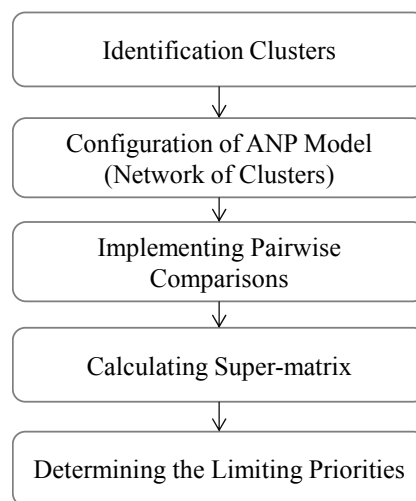 Identification Clusters
Configuration of ANP Model
(Network of Clusters)
Implementing Pairwise
Comparisons
Calculating Super-matrix
Determining the Limiting Priorities